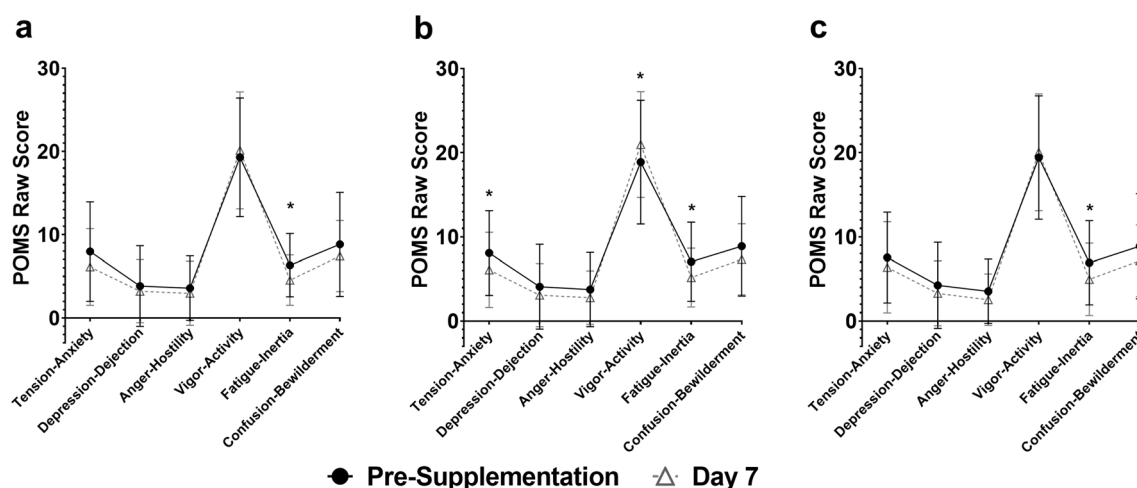 a
POMS Raw Score
30
20
10
0
*
Tension-Anxiety
Depression-Dejection
Anger-Hostility
Vigor-Activity
Fatigue-Inertia
Confusion-Bewilderment
b
POMS Raw Score
30
20
10
0
*
*
*
Tension-Anxiety
Depression-Dejection
Anger-Hostility
Vigor-Activity
Fatigue-Inertia
Confusion-Bewilderment
c
POMS Raw Score
30
20
10
0
*
Tension-Anxiety
Depression-Dejection
Anger-Hostility
Vigor-Activity
Fatigue-Inertia
Confusion-Bewilderment
Pre-Supplementation Day 7